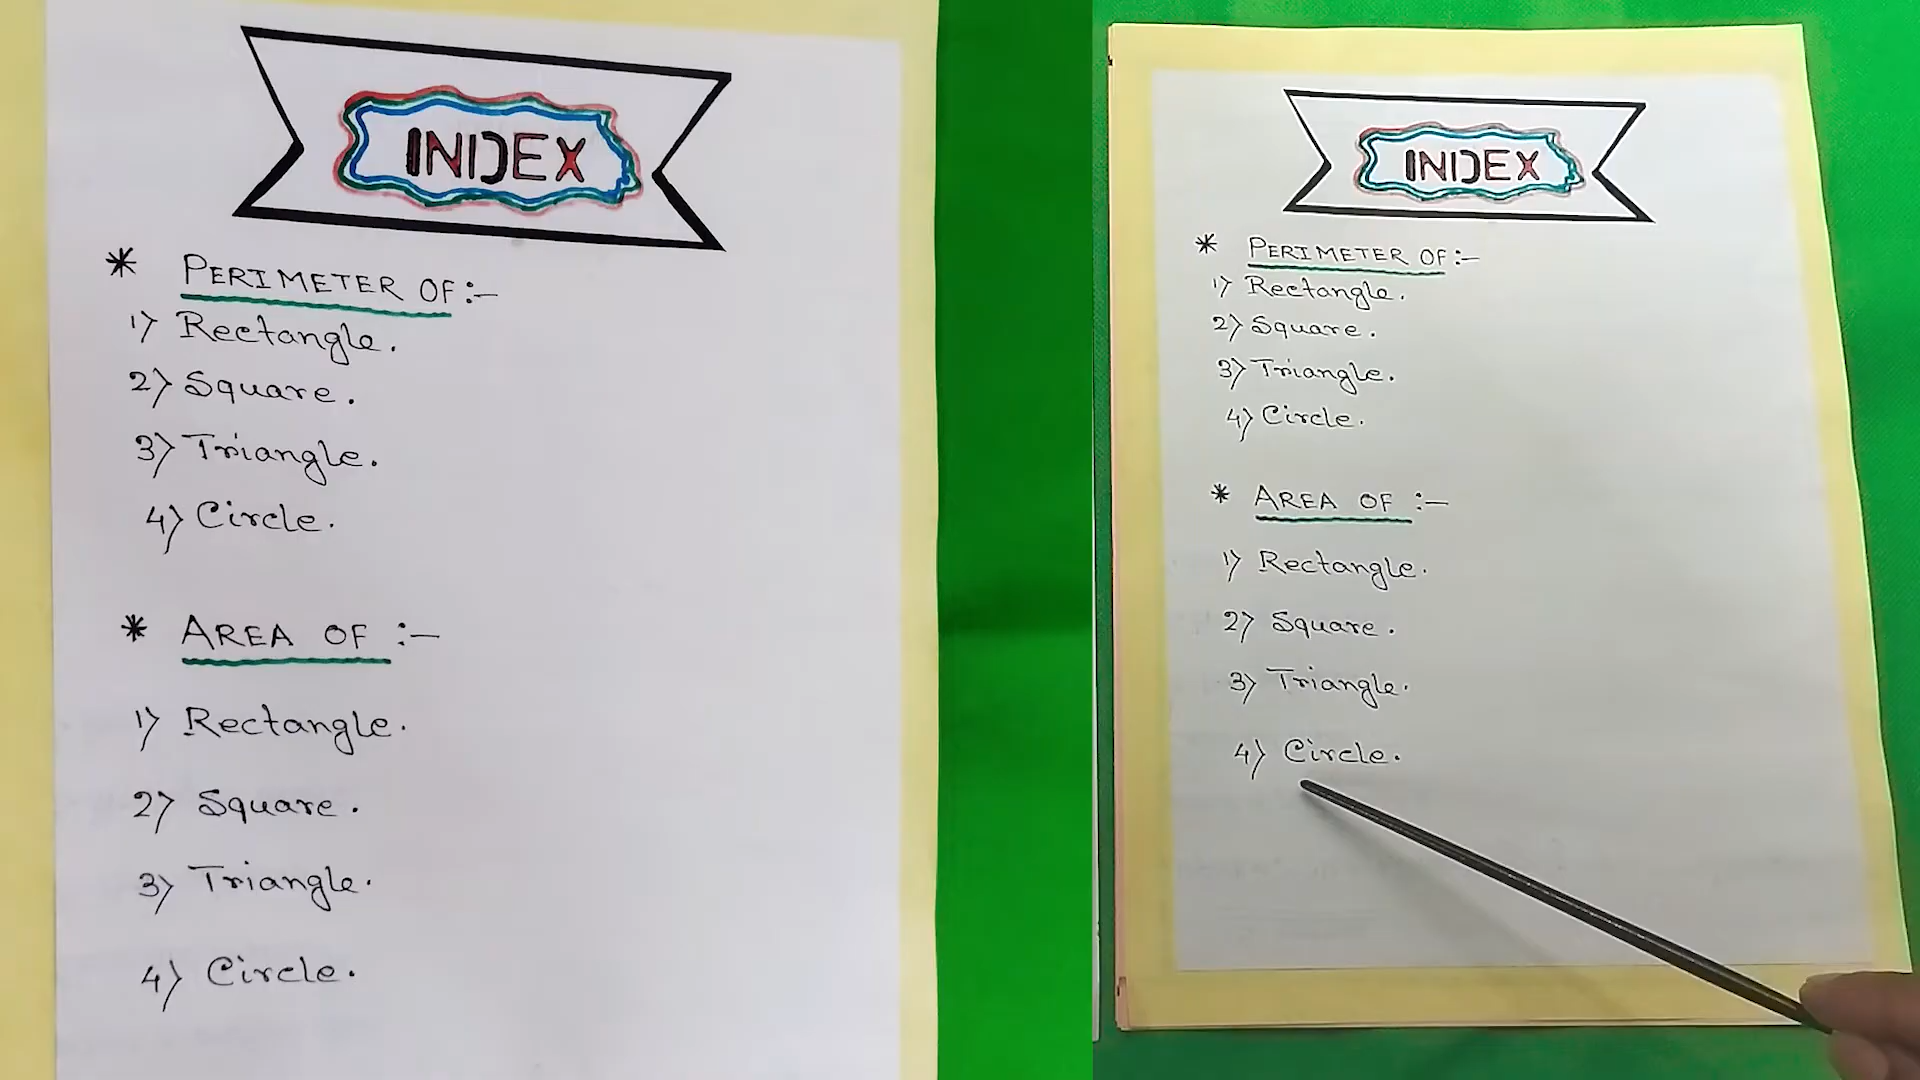 INDEX
* PERIMETER OF :-
1) Rectangle.
2) Square.
3) Triangle.
4) Circle.
* AREA OF :-
1) Rectangle.
2) Square.
3) Triangle.
4) Circle.
INDEX
* PERIMETER OF :-
1) Rectangle.
2) Square.
3) Triangle.
4) Circle.
* AREA OF :-
1) Rectangle.
2) Square.
3) Triangle.
4) Circle.